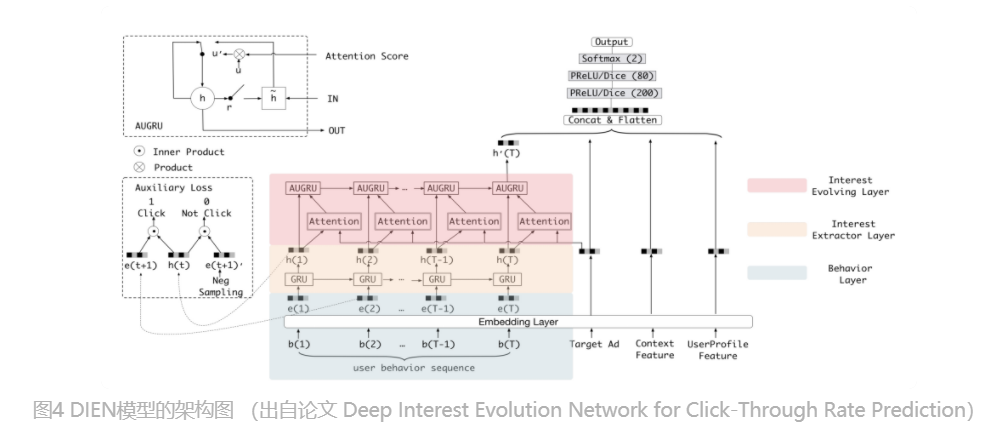 Output
Softmax (2)
PReLU/Dice (80)
PReLU/Dice (200)
Concat & Flatten
u'
ũ
Attention Score
h
r
h̃
IN
OUT
AUGRU
Inner Product
Product
h'(T)
Auxiliary Loss
1 0
Click Not Click
e(t+1) h(t) e(t+1)'
Neg
Sampling
AUGRU AUGRU ... AUGRU AUGRU
Attention Attention Attention Attention
h(1) h(2) h(T-1) h(T)
GRU GRU ... GRU GRU
e(1) e(2) ... e(T-1) e(T)
Embedding Layer
b(1) b(2) ... b(T-1) b(T)
user behavior sequence
Target Ad
Context
Feature
UserProfile
Feature
Interest
Evolving Layer
Interest
Extractor Layer
Behavior
Layer
图4 DIEN模型的架构图 (出自论文 Deep Interest Evolution Network for Click-Through Rate Prediction)